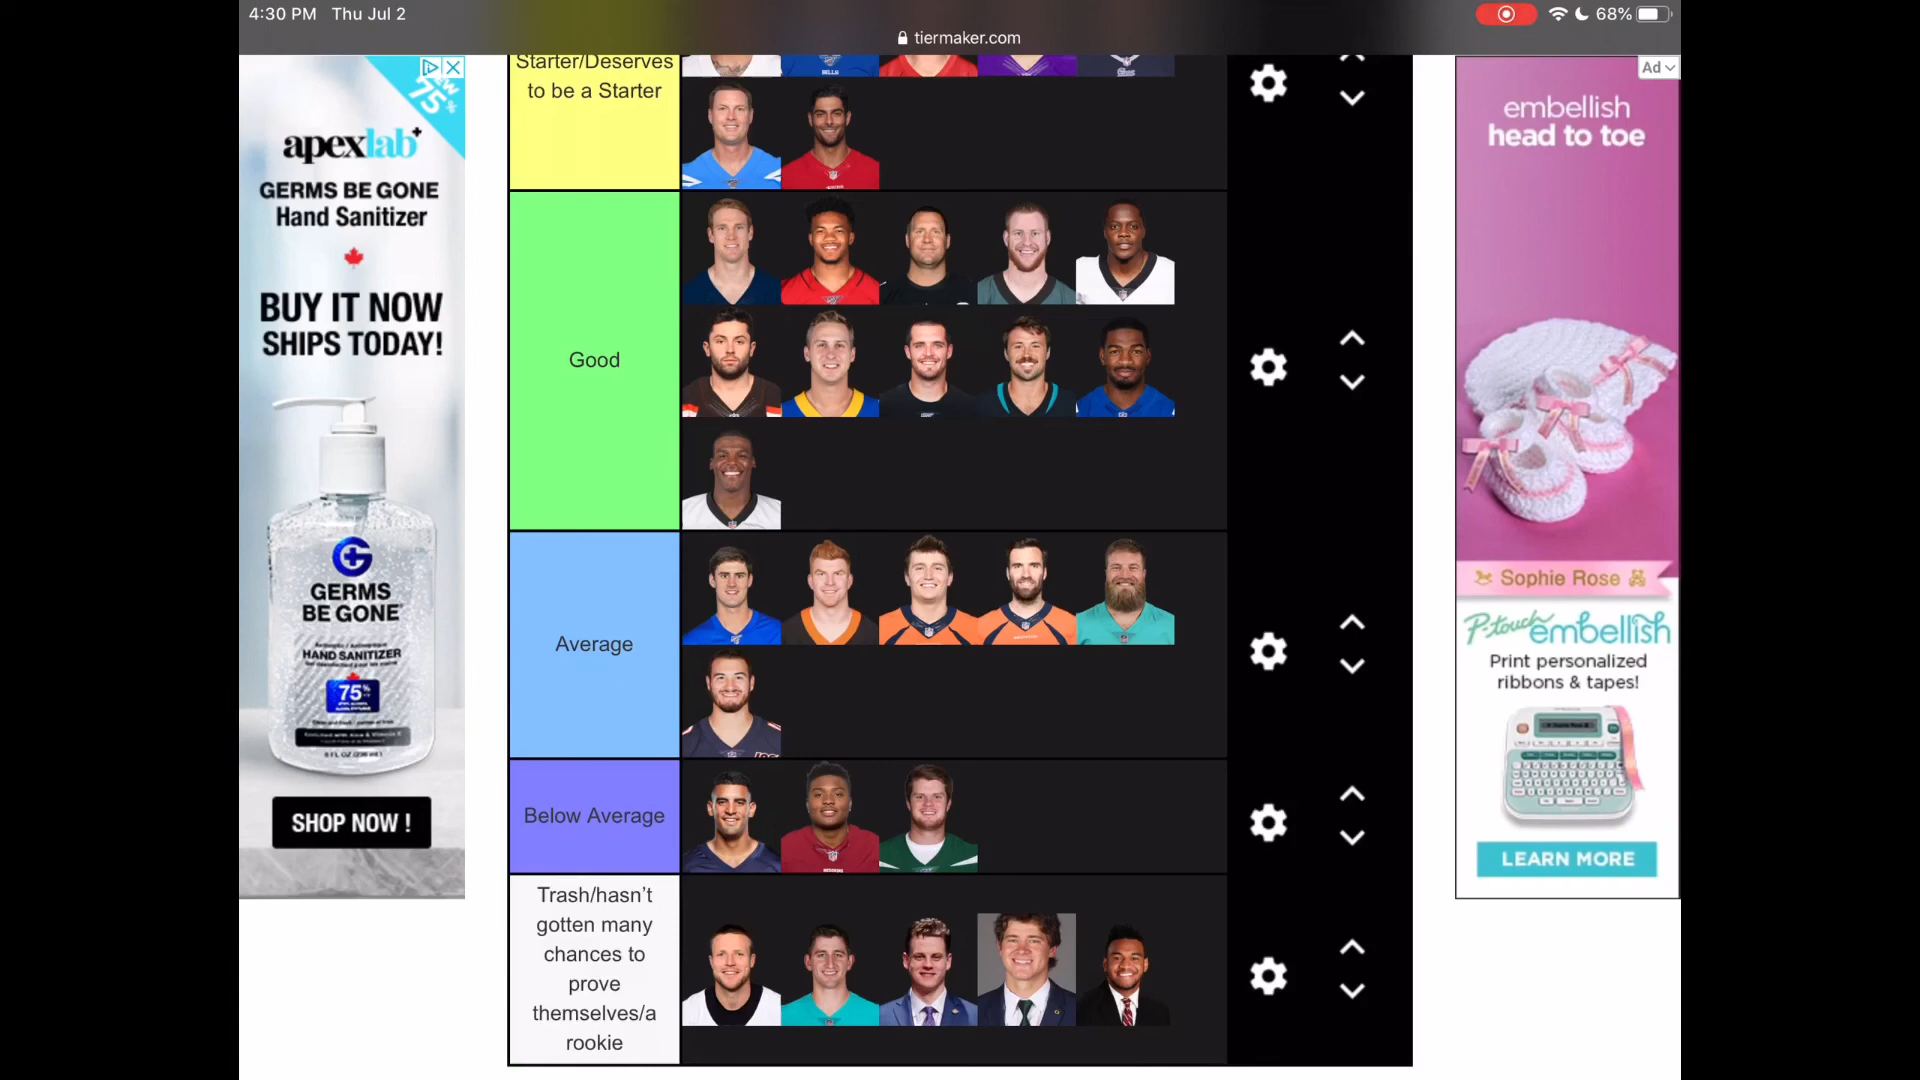 4:30 PM Thu Jul 2
68%
tiermaker.com
75%
apexlab+
GERMS BE GONE
Hand Sanitizer
BUY IT NOW
SHIPS TODAY!
GERMS
BE GONE
HAND SANITIZER
75%
SHOP NOW !
Starter/Deserves
to be a Starter
BILLS
Good
Average
Below Average
Trash/hasn’t
gotten many
chances to
prove
themselves/a
rookie
Ad
embellish
head to toe
Sophie Rose
P-touch embellish
Print personalized
ribbons & tapes!
LEARN MORE